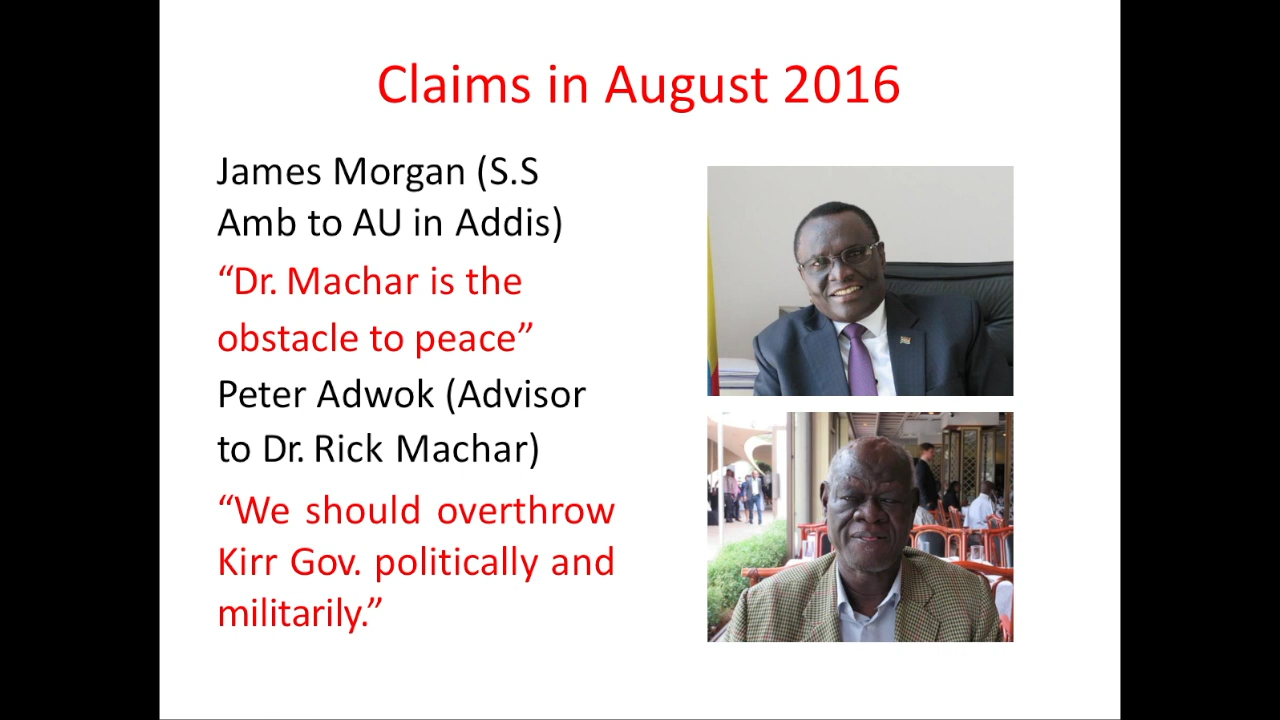 Claims in August 2016
James Morgan (S.S
Amb to AU in Addis)
“Dr. Machar is the
obstacle to peace”
Peter Adwok (Advisor
to Dr. Rick Machar)
“We should overthrow
Kirr Gov. politically and
militarily.”